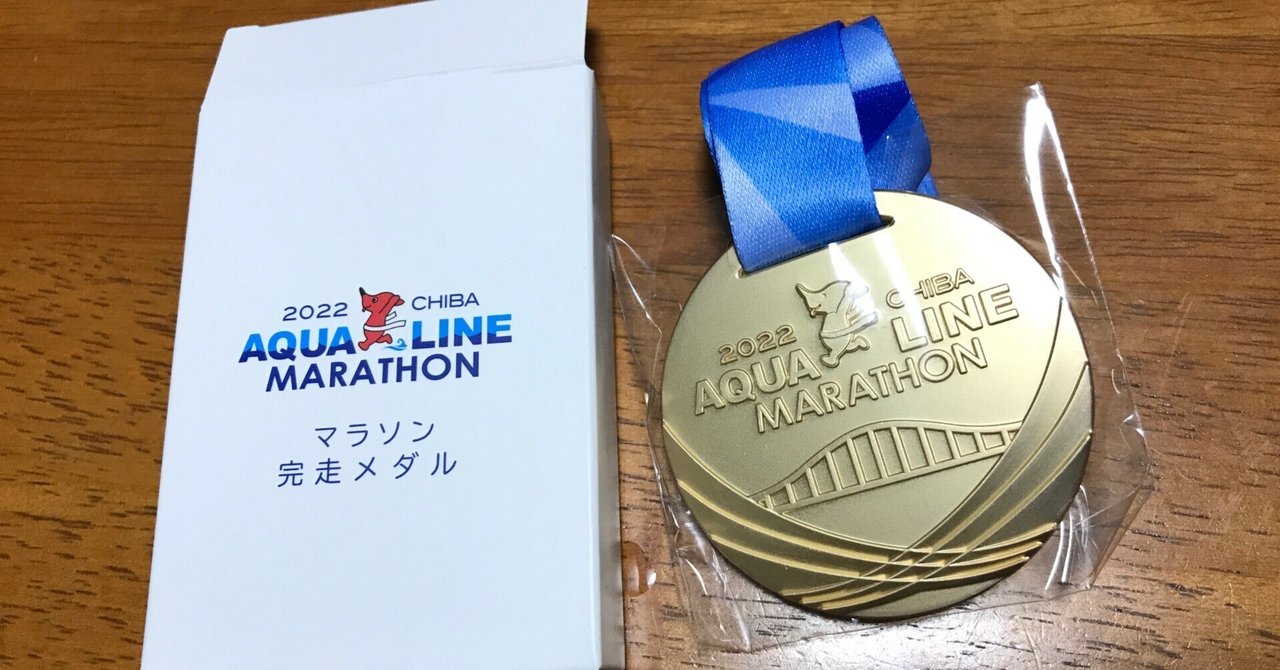 2022 CHIBA
AQUA LINE
MARATHON
マラソン
完走メダル
2022 CHIBA
AQUA LINE
MARATHON